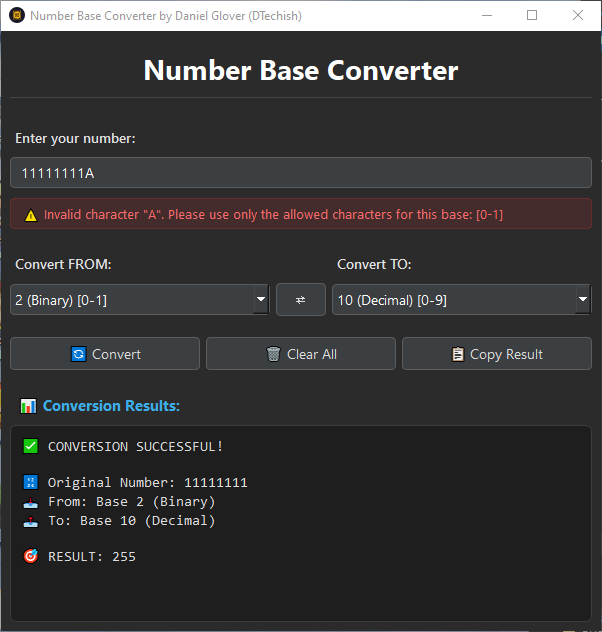 Number Base Converter by Daniel Glover (DTechish)
Number Base Converter
Enter your number:
11111111A
Invalid character "A". Please use only the allowed characters for this base: [0-1]
Convert FROM: Convert TO:
2 (Binary) [0-1] 10 (Decimal) [0-9]
Convert Clear All Copy Result
Conversion Results:
CONVERSION SUCCESSFUL!
Original Number: 11111111
From: Base 2 (Binary)
To: Base 10 (Decimal)
RESULT: 255